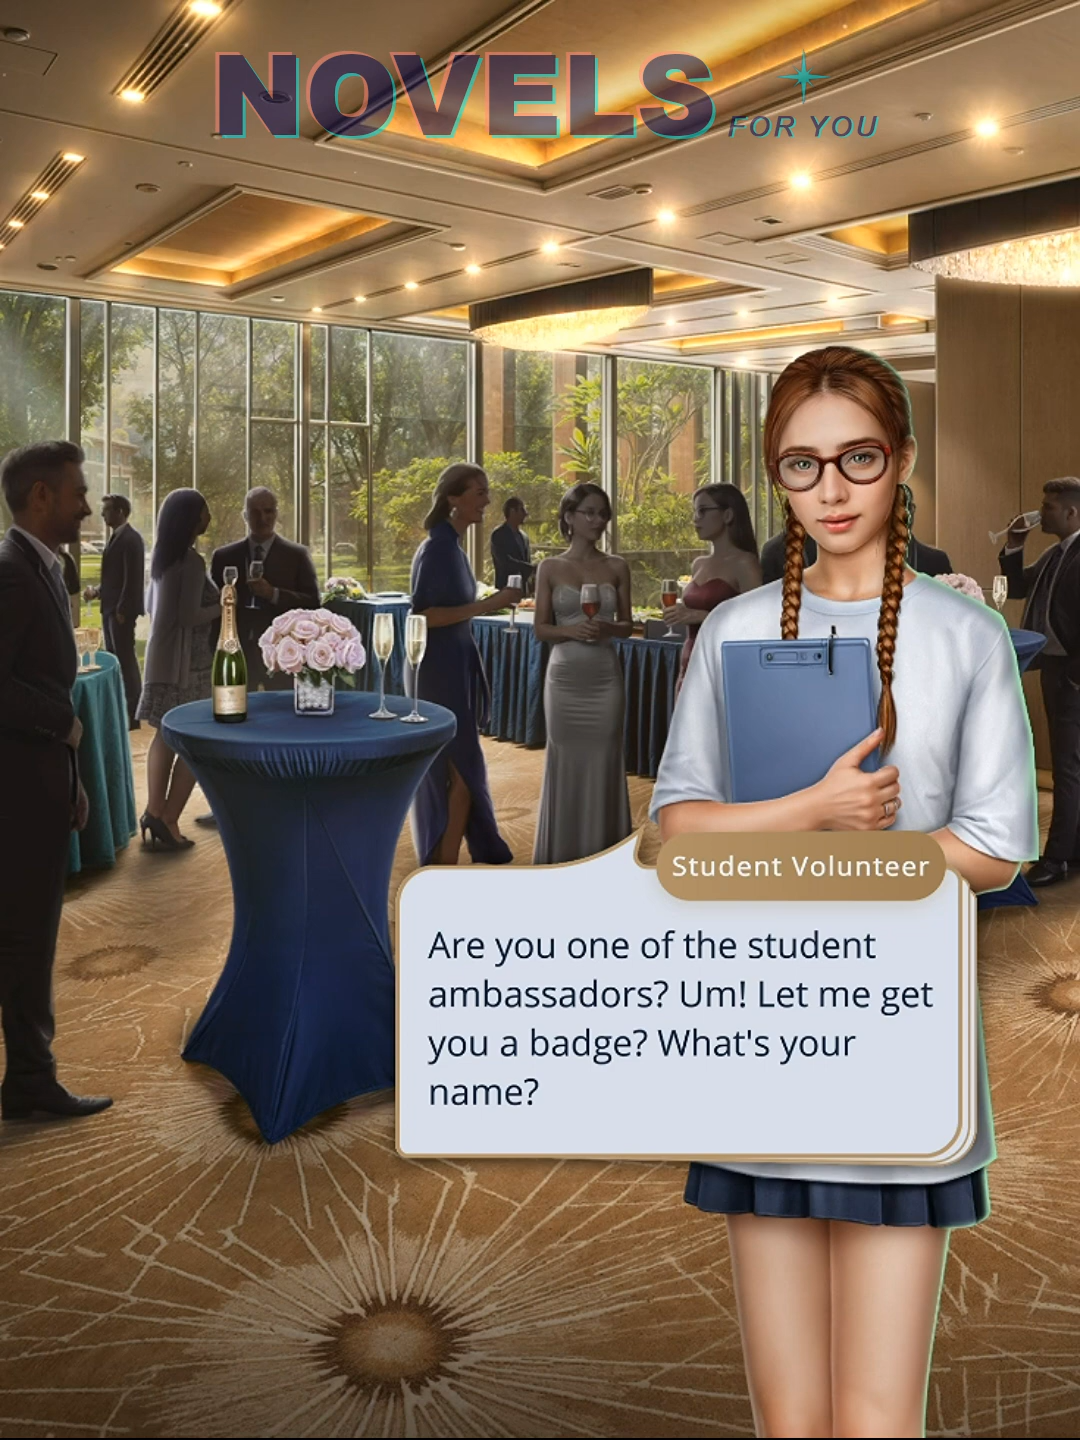 NOVELS
FOR YOU
Student Volunteer
Are you one of the student
ambassadors? Um! Let me get
you a badge? What's your
name?